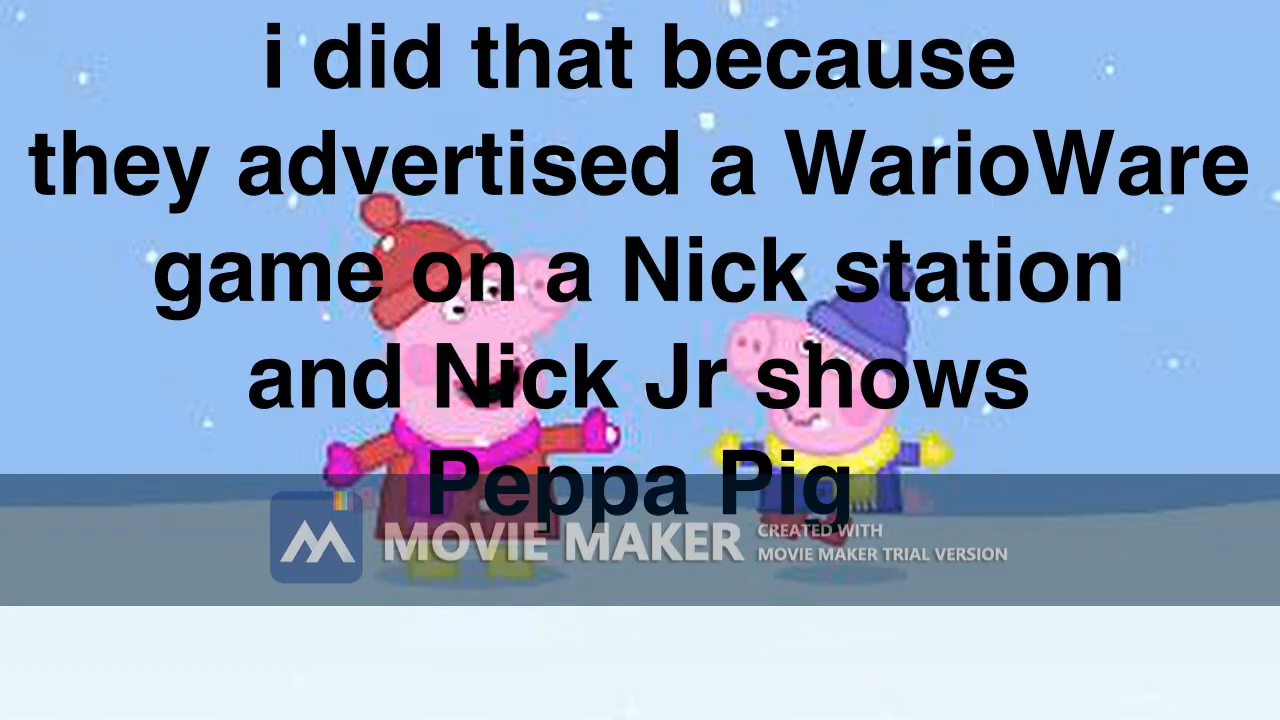 i did that because
they advertised a WarioWare
game on a Nick station
and Nick Jr shows
Peppa Pig
MOVIE MAKER
CREATED WITH
MOVIE MAKER TRIAL VERSION